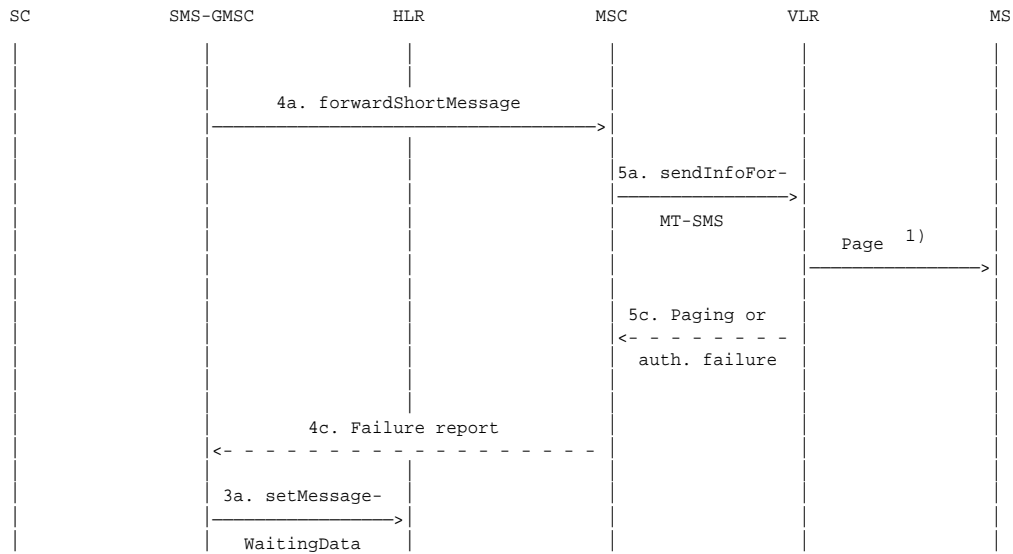 SC SMS-GMSC HLR MSC VLR MS
4a. forwardShortMessage
5a. sendInfoFor-
MT-SMS
Page 1)
5c. Paging or
auth. failure
4c. Failure report
3a. setMessage-
WaitingData